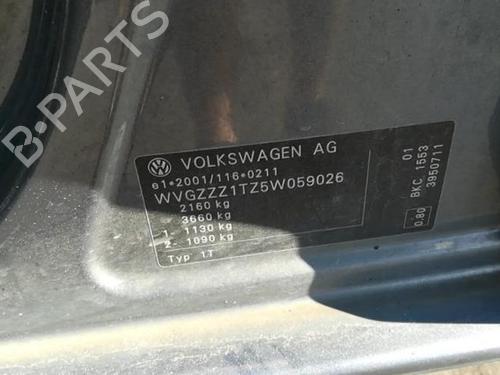 B-PARTS
VOLKSWAGEN AG
e1*2001/116*0211
WVGZZZ1TZ5W059026
2160 kg
3660 kg
1- 1130 kg
2- 1090 kg
Typ 1T
01
BKC 1553
3950711
0.80